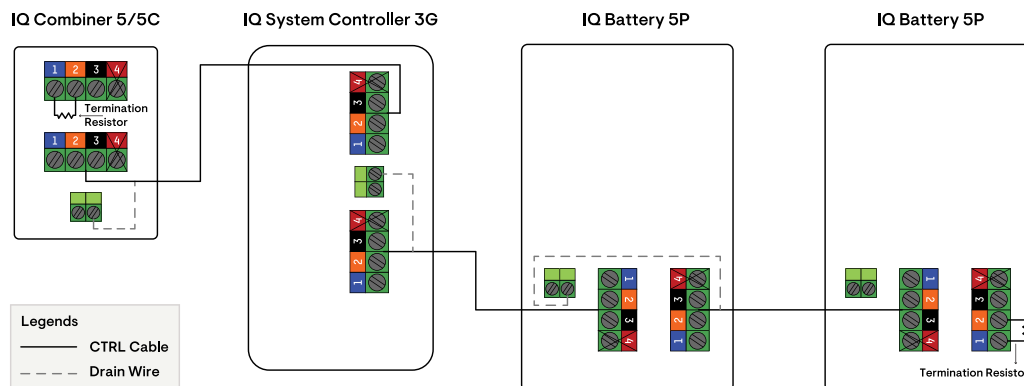 IQ Combiner 5/5C
IQ System Controller 3G
IQ Battery 5P
IQ Battery 5P
1 2 3 4
Termination
Resistor
1 2 3 4
4
3
2
1
4
3
2
1
1
2
3
4
4
3
2
1
1
2
3
4
4
3
2
1
Termination Resisto
Legends
CTRL Cable
Drain Wire